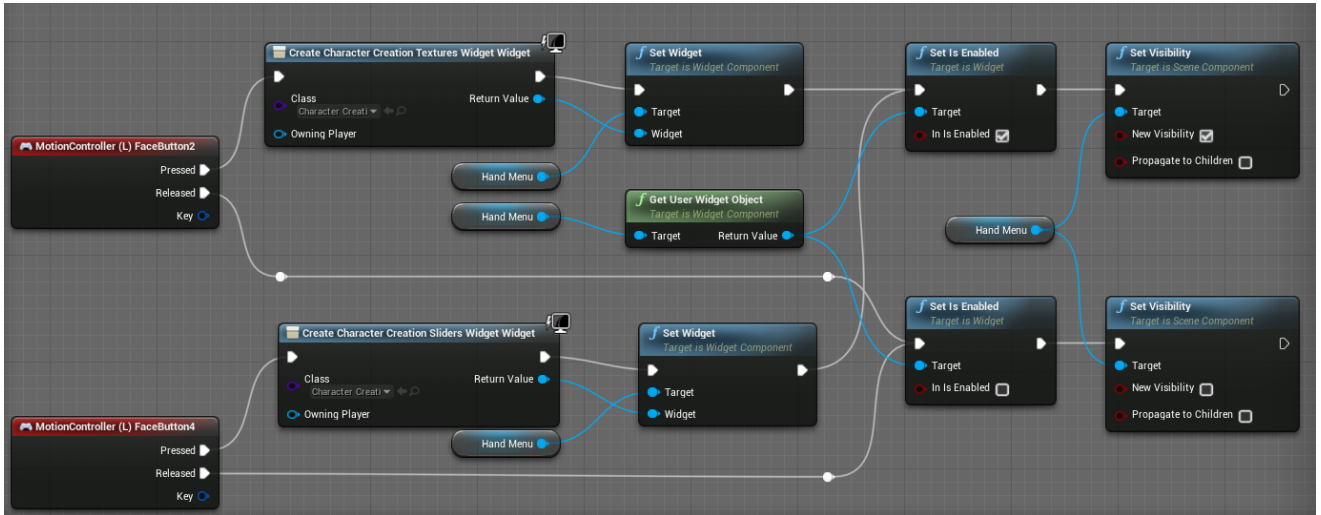 Create Character Creation Textures Widget Widget
Class
Character Creati
Return Value
Owning Player
Set Widget
Target is Widget Component
Target
Widget
Set Is Enabled
Target is Widget
Target
In Is Enabled
Set Visibility
Target is Scene Component
Target
New Visibility
Propagate to Children
MotionController (L) FaceButton2
Pressed
Released
Key
Hand Menu
Hand Menu
Get User Widget Object
Target is Widget Component
Target
Return Value
Hand Menu
Create Character Creation Sliders Widget Widget
Class
Character Creati
Return Value
Owning Player
Set Widget
Target is Widget Component
Target
Widget
Set Is Enabled
Target is Widget
Target
In Is Enabled
Set Visibility
Target is Scene Component
Target
New Visibility
Propagate to Children
MotionController (L) FaceButton4
Pressed
Released
Key
Hand Menu